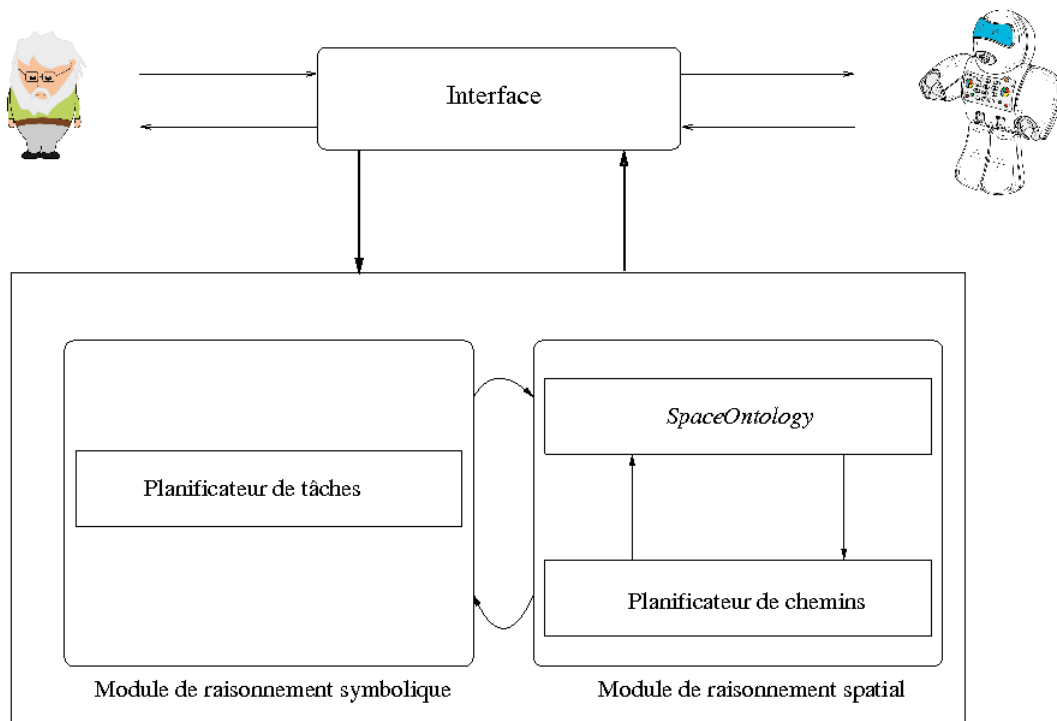 Interface
SpaceOntology
Planificateur de tâches
Planificateur de chemins
Module de raisonnement symbolique
Module de raisonnement spatial